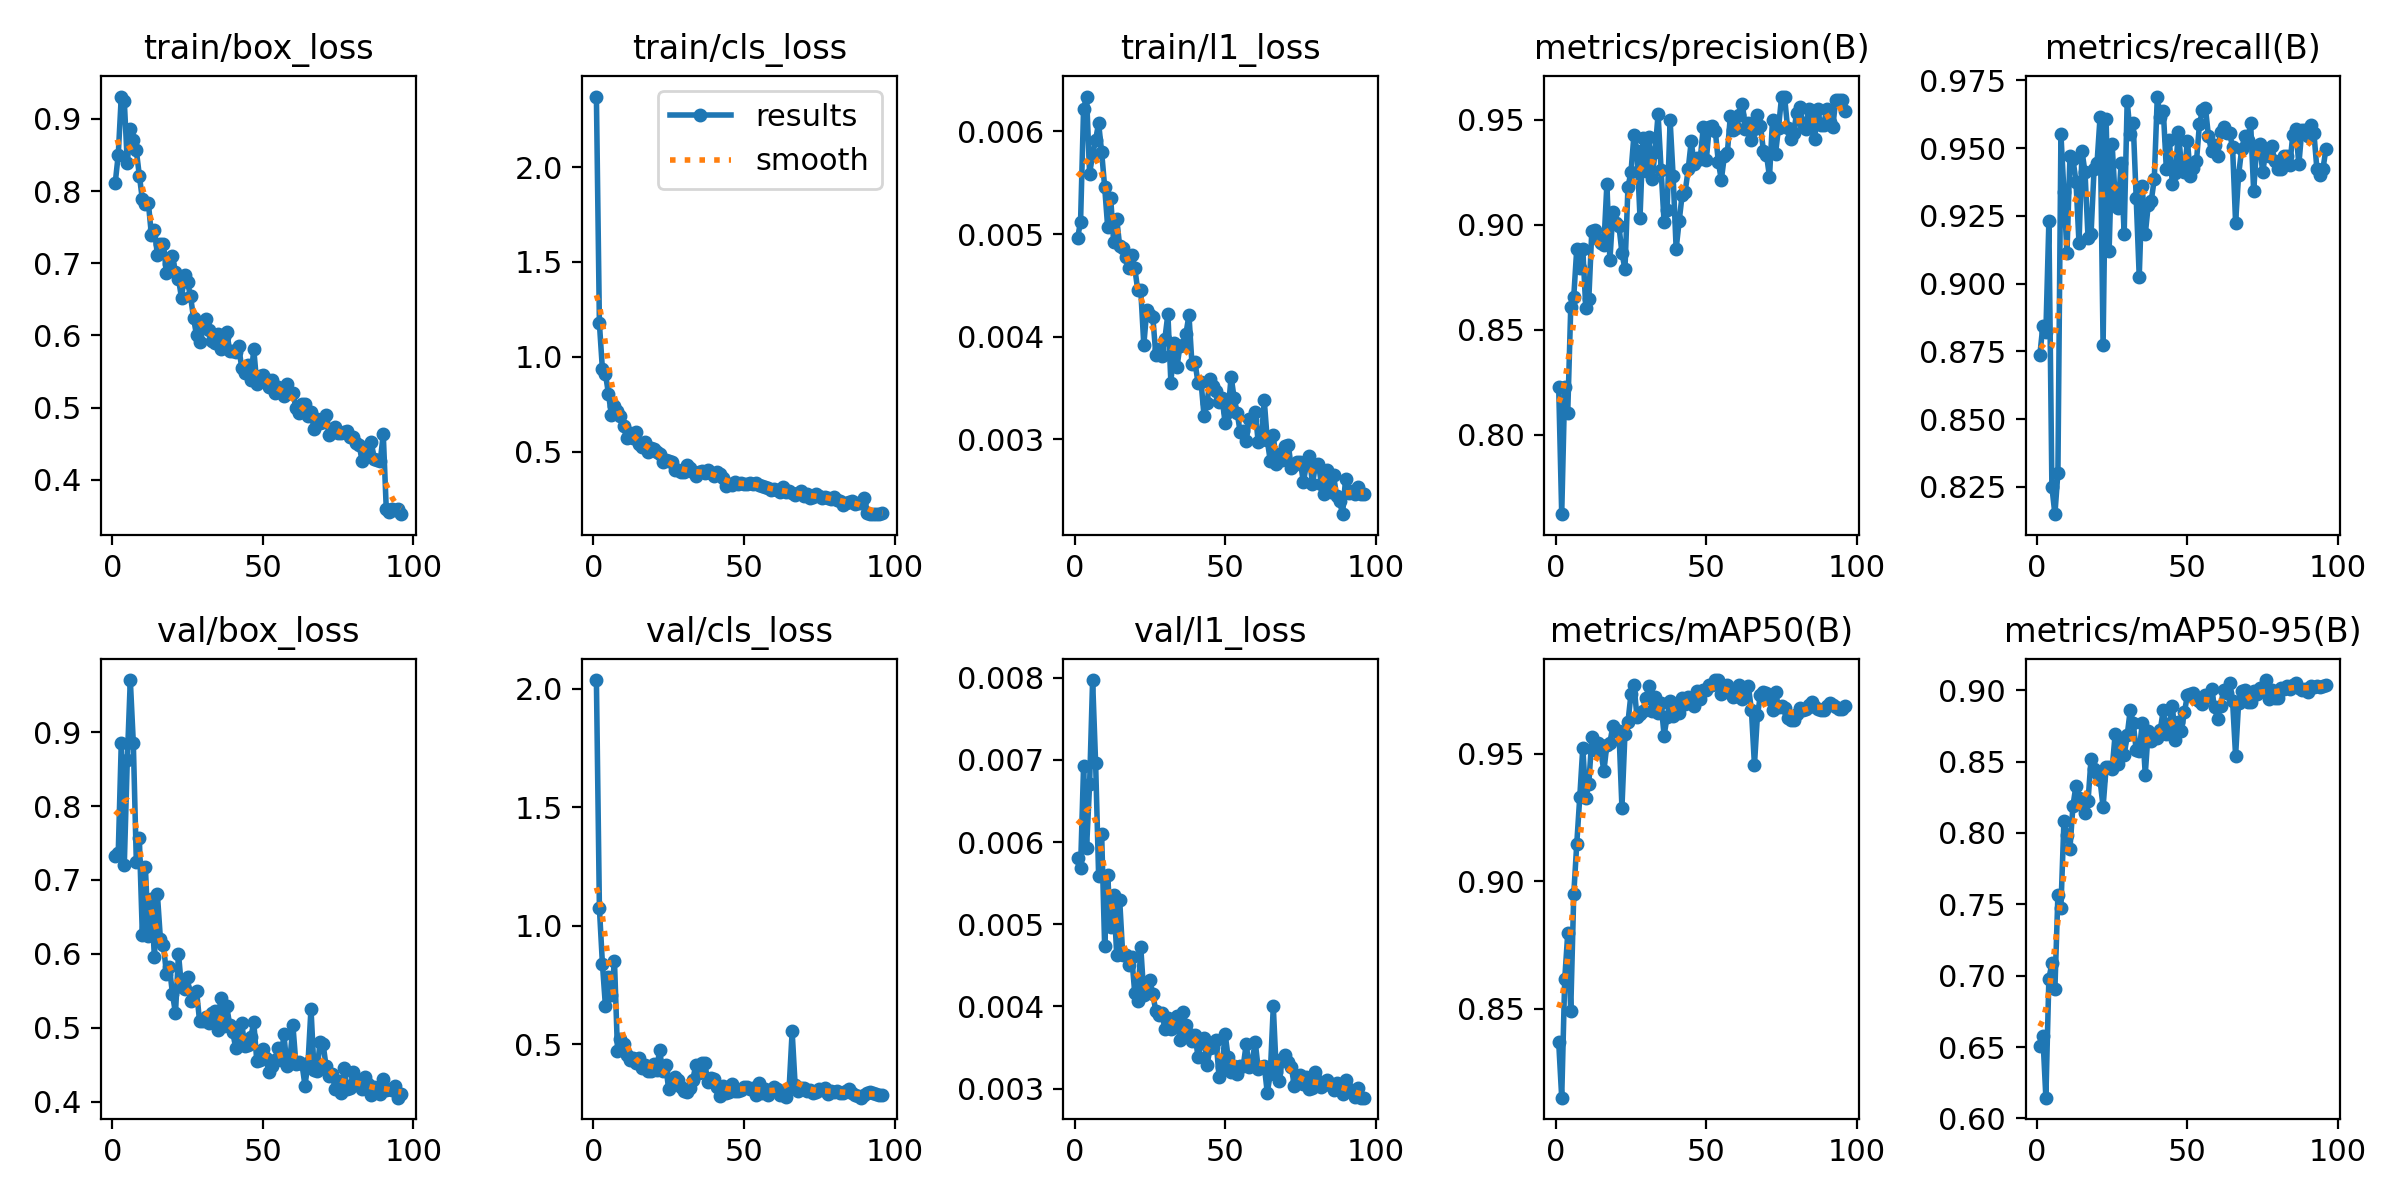 train/box_loss
0.9
0.8
0.7
0.6
0.5
0.4
0 50 100
train/cls_loss
results
smooth
2.0
1.5
1.0
0.5
0 50 100
train/l1_loss
0.006
0.005
0.004
0.003
0 50 100
metrics/precision(B)
0.95
0.90
0.85
0.80
0 50 100
metrics/recall(B)
0.975
0.950
0.925
0.900
0.875
0.850
0.825
0 50 100
val/box_loss
0.9
0.8
0.7
0.6
0.5
0.4
0 50 100
val/cls_loss
2.0
1.5
1.0
0.5
0 50 100
val/l1_loss
0.008
0.007
0.006
0.005
0.004
0.003
0 50 100
metrics/mAP50(B)
0.95
0.90
0.85
0 50 100
metrics/mAP50-95(B)
0.90
0.85
0.80
0.75
0.70
0.65
0.60
0 50 100